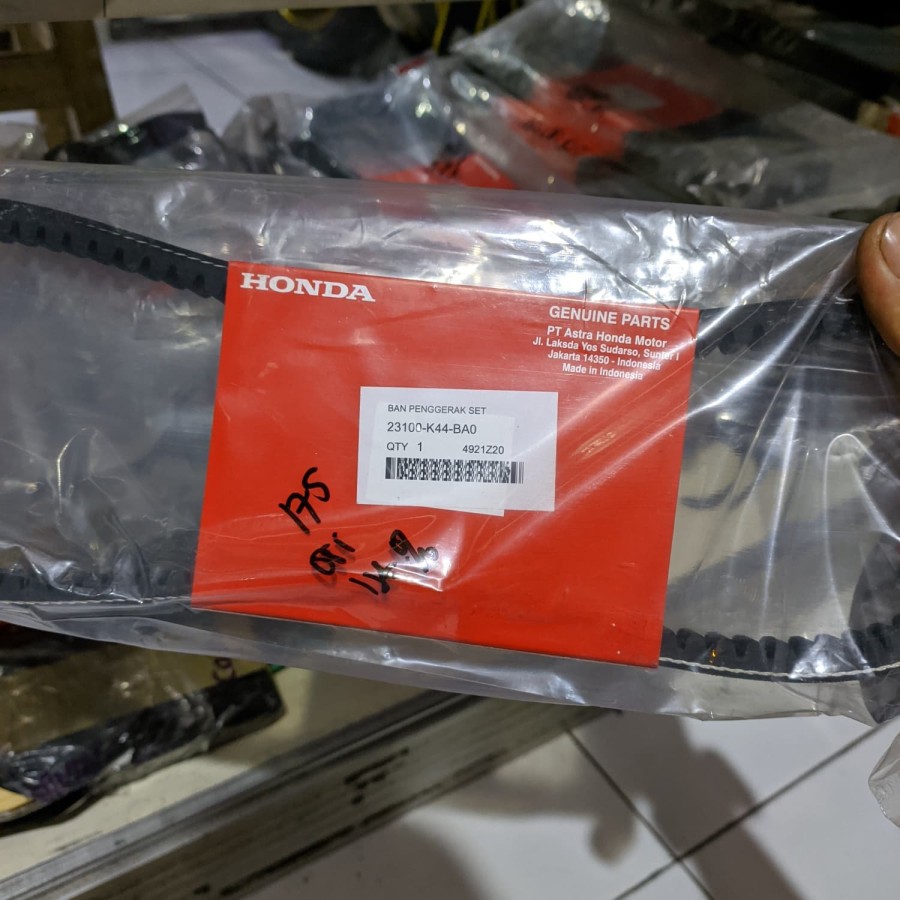 HONDA
GENUINE PARTS
PT Astra Honda Motor
Jl. Laksda Yos Sudarso, Sunter I
Jakarta 14350 - Indonesia
Made in Indonesia
BAN PENGGERAK SET
23100-K44-BA0
QTY 1 4921Z20
175
ori